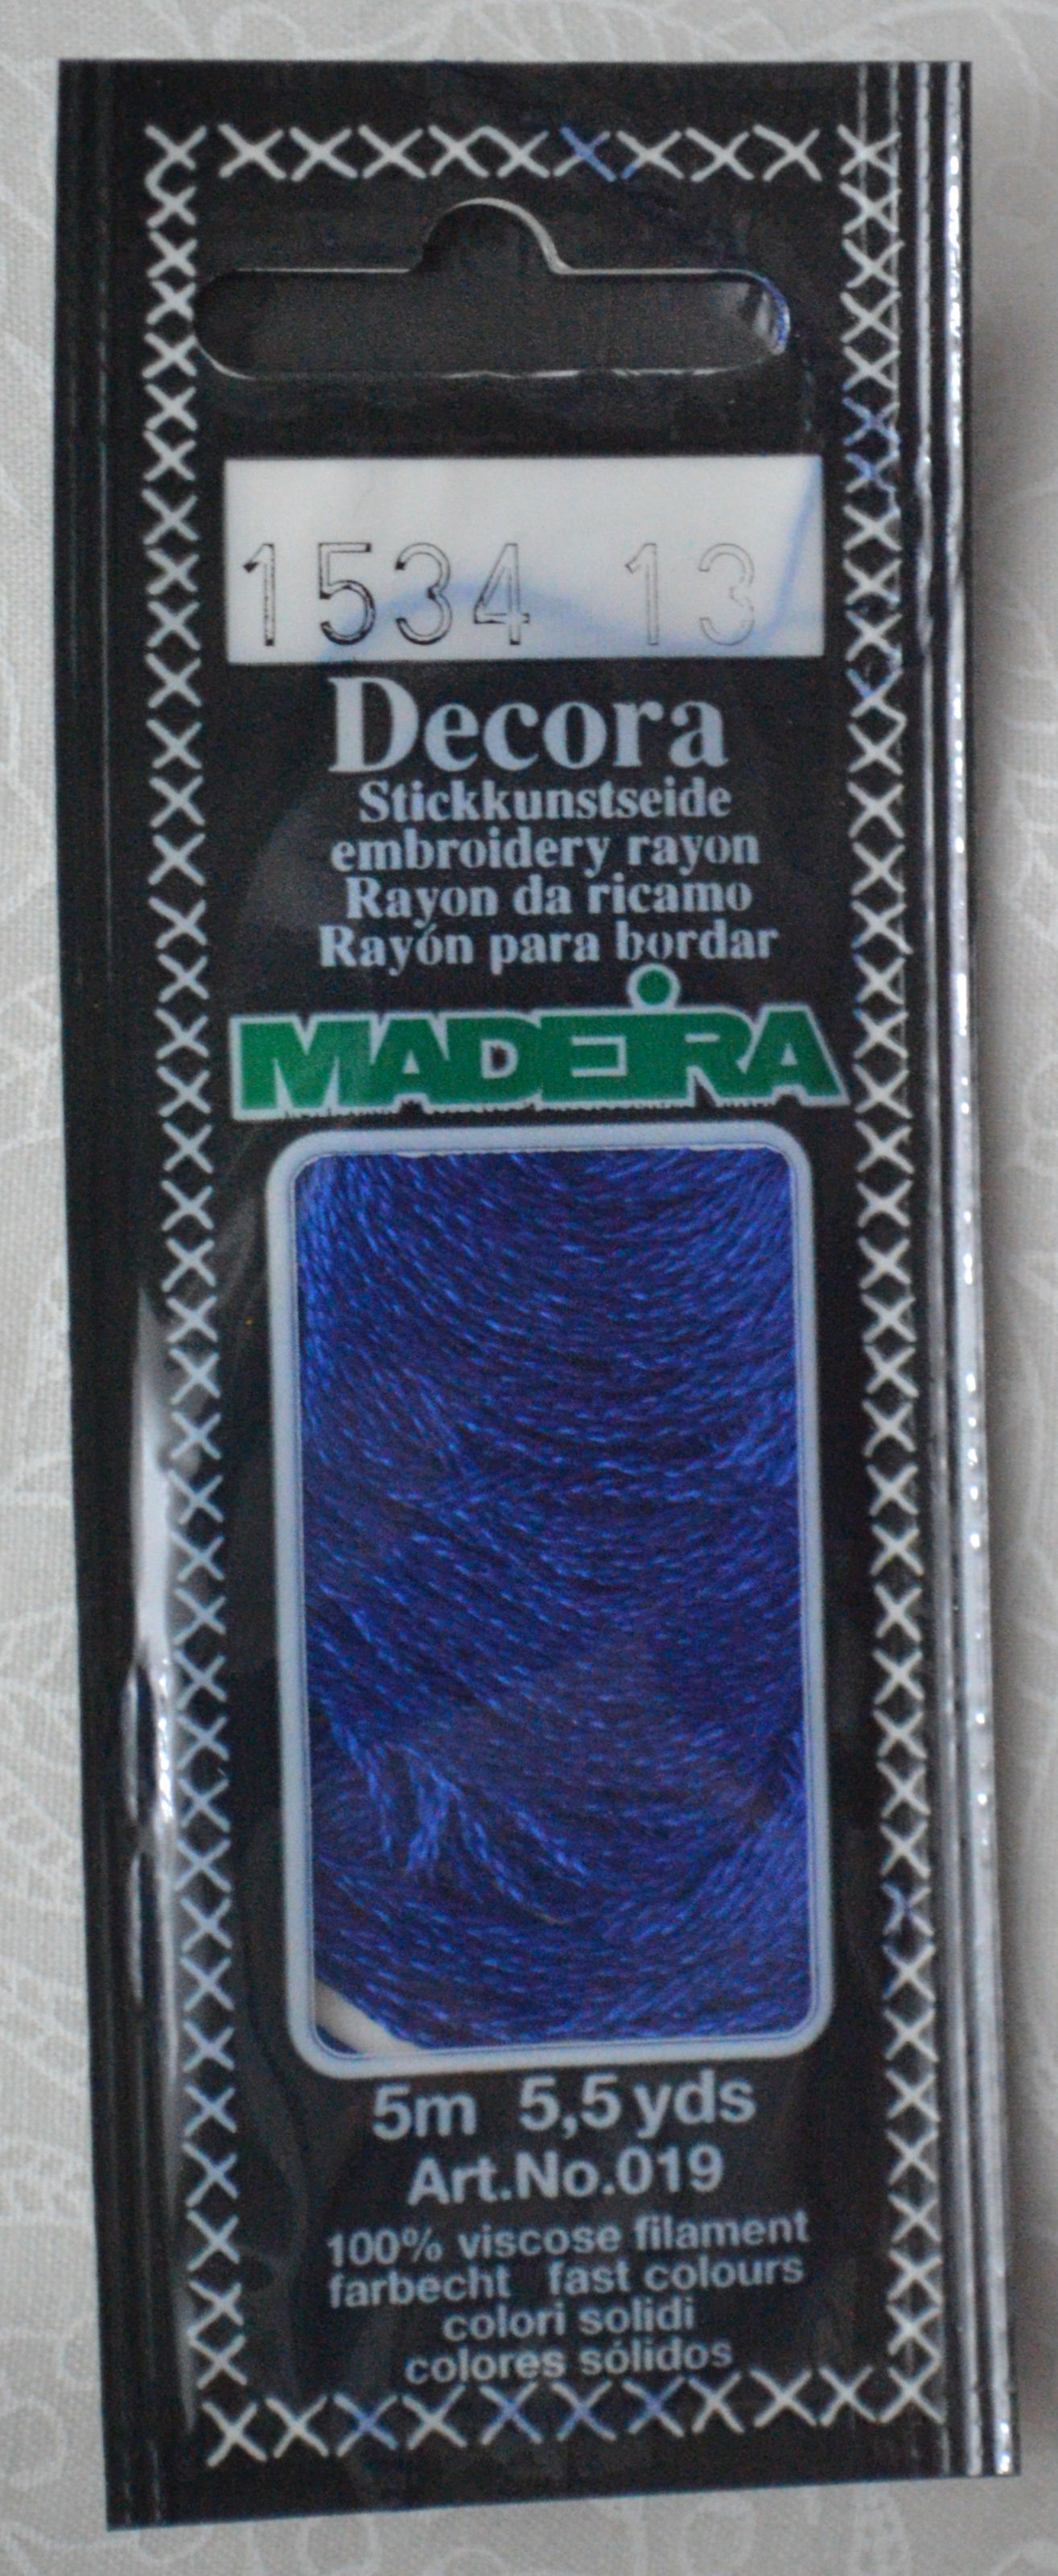 1534 13
Decora
Stickkunstseide
embroidery rayon
Rayon da ricamo
Rayón para bordar
MADEIRA
5m 5,5 yds
Art.No.019
100% viscose filament
farbecht fast colours
colori solidi
colores sólidos